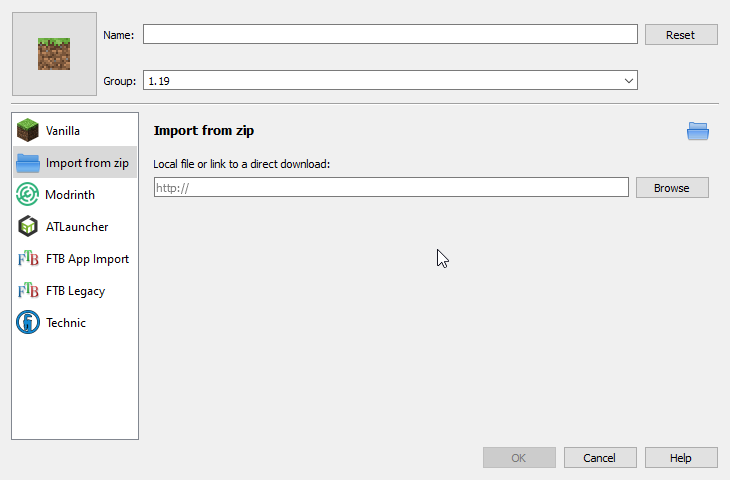 Name:
Reset
Group:
1.19
Vanilla
Import from zip
Modrinth
ATLauncher
FTB App Import
FTB Legacy
Technic
Import from zip
Local file or link to a direct download:
http://
Browse
OK
Cancel
Help